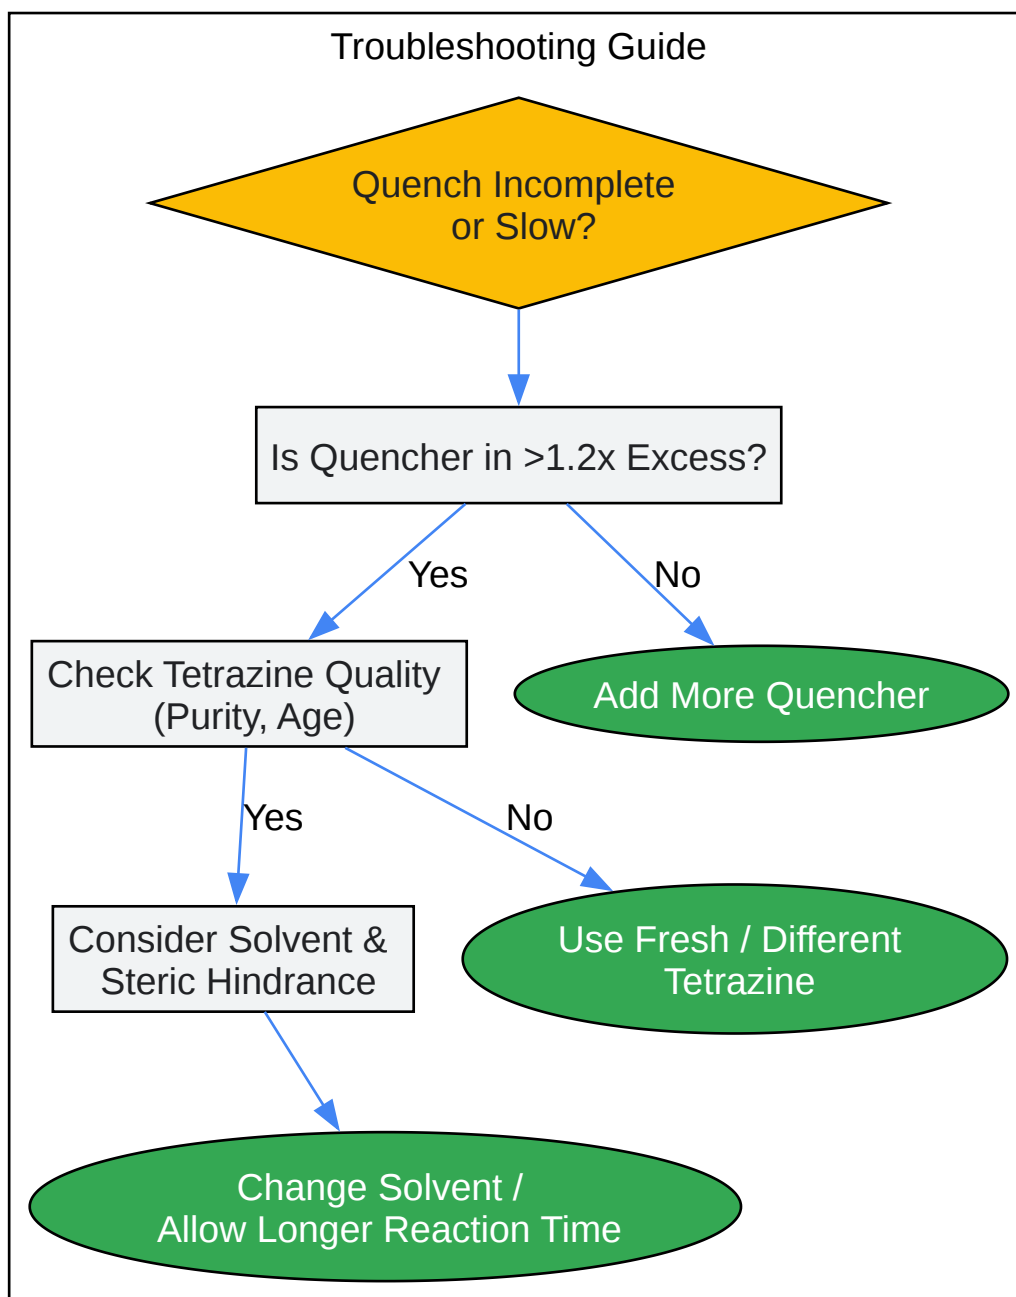 Troubleshooting Guide
Quench Incomplete
or Slow?
Is Quencher in >1.2x Excess?
Yes
No
Check Tetrazine Quality
(Purity, Age)
Add More Quencher
Yes
No
Consider Solvent &
Steric Hindrance
Use Fresh / Different
Tetrazine
Change Solvent /
Allow Longer Reaction Time